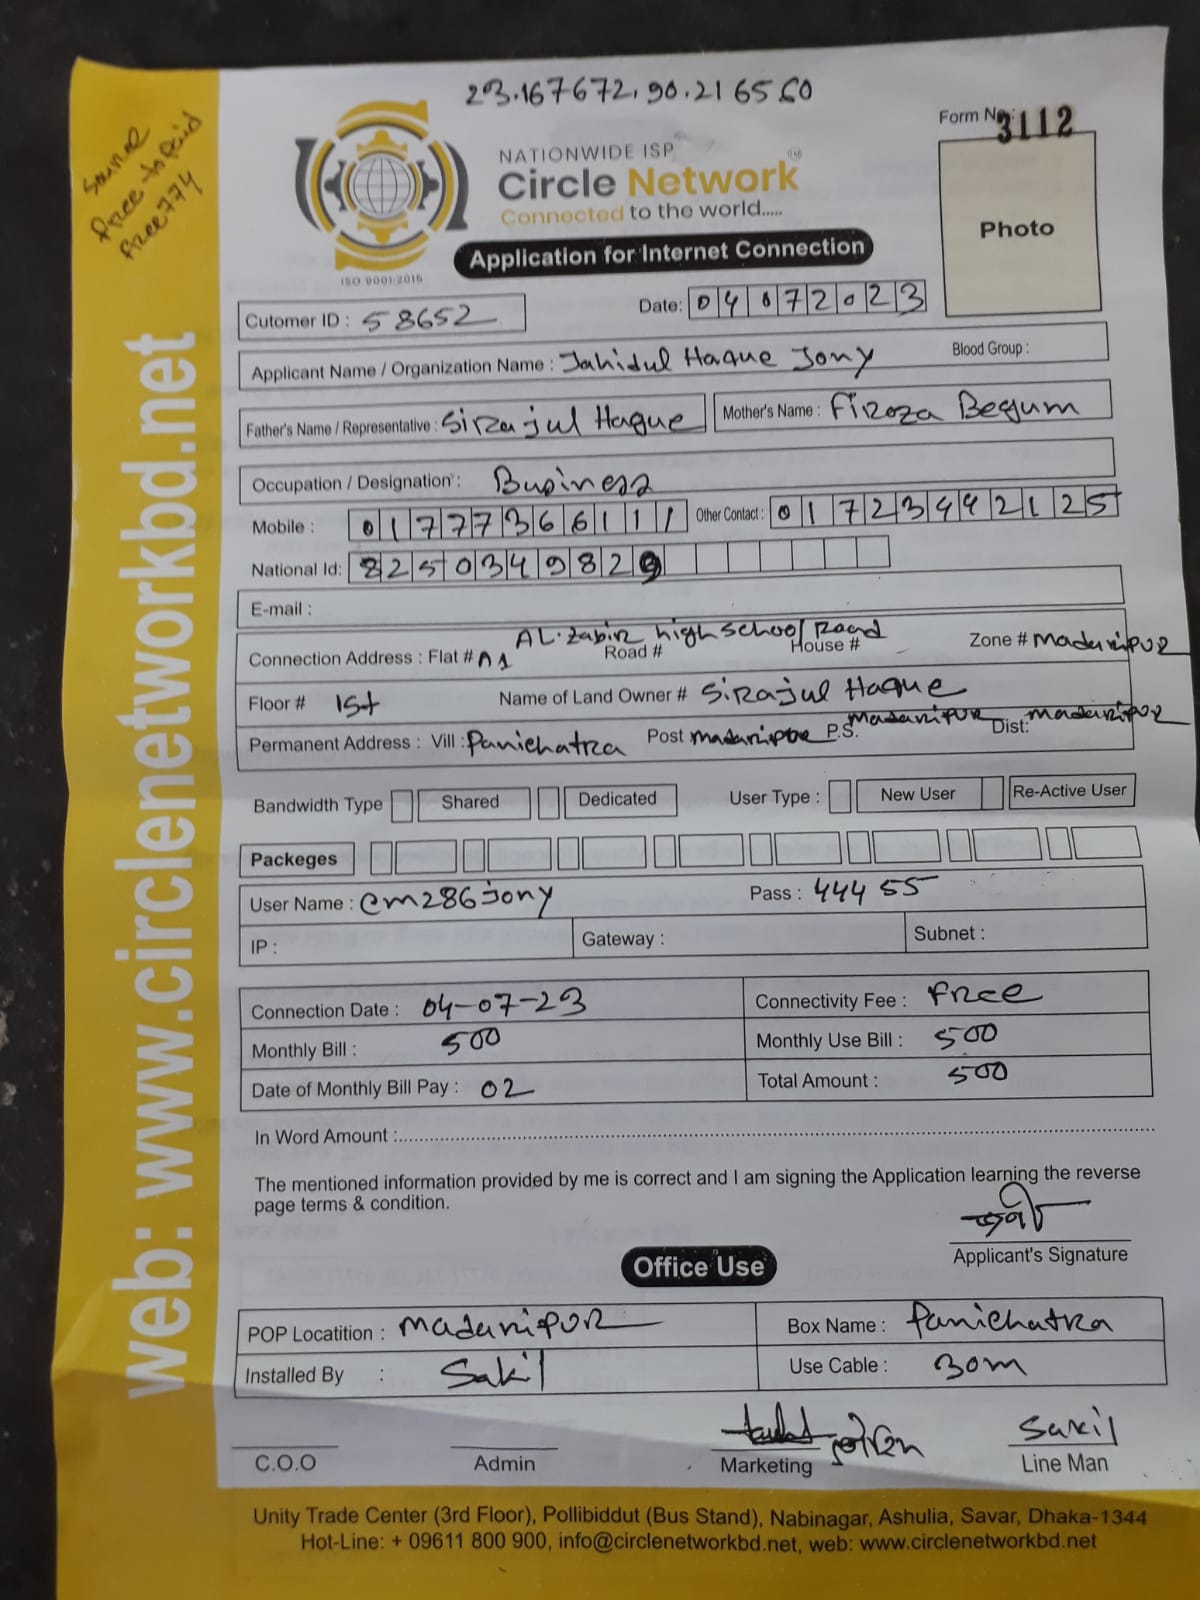 23.167672, 90.216560
Form No: 3112
free to Paid
free774
NATIONWIDE ISP
Circle Network
Connected to the world.....
ISO 9001:2015
Application for Internet Connection
Photo
Cutomer ID : 58652
Date: 04072023
Applicant Name / Organization Name : Jahidul Haque Jony
Blood Group :
Father's Name / Representative : Sirajul Haque
Mother's Name : Firoza Begum
Occupation / Designation : Business
Mobile : 01777366111
Other Contact : 01723442125
National Id: 8250349829
E-mail :
AL-Zabir high school Road
Connection Address : Flat # A1 Road # House # Zone # Madaripur
Floor # 1st Name of Land Owner # Sirajul Haque
Permanent Address : Vill : Panichatra Post Madaripur P.S. Madaripur Dist: Madaripur
Bandwidth Type Shared Dedicated User Type : New User Re-Active User
Packeges
User Name : cm286jony Pass : 444 55
IP : Gateway : Subnet :
Connection Date : 04-07-23 Connectivity Fee : Free
Monthly Bill : 500 Monthly Use Bill : 500
Date of Monthly Bill Pay : 02 Total Amount : 500
In Word Amount :
The mentioned information provided by me is correct and I am signing the Application learning the reverse
page terms & condition.
Applicant's Signature
Office Use
POP Locatition : Madaripur Box Name : Panichatra
Installed By : Sakil Use Cable : 30m
Sakil
C.O.O Admin Marketing Line Man
Unity Trade Center (3rd Floor), Pollibiddut (Bus Stand), Nabinagar, Ashulia, Savar, Dhaka-1344
Hot-Line: + 09611 800 900, info@circlenetworkbd.net, web: www.circlenetworkbd.net
web: www.circlenetworkbd.net